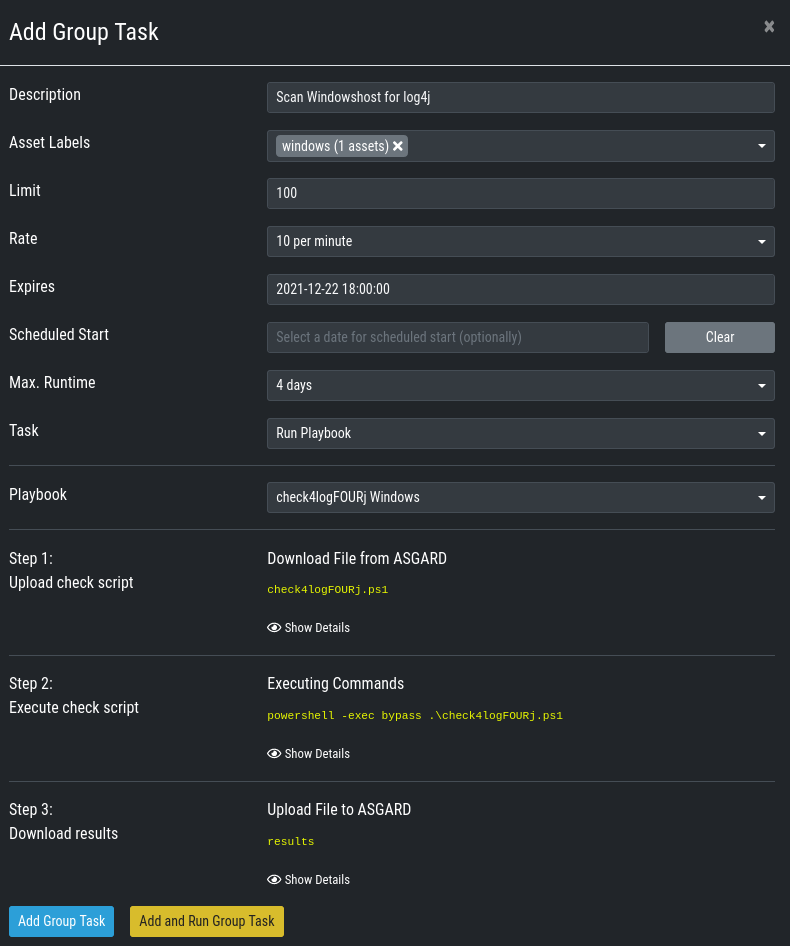 Add Group Task ×
Description Scan Windowshost for log4j
Asset Labels windows (1 assets) ×
Limit 100
Rate 10 per minute
Expires 2021-12-22 18:00:00
Scheduled Start Select a date for scheduled start (optionally) Clear
Max. Runtime 4 days
Task Run Playbook
Playbook check4logFOURj Windows
Step 1: Download File from ASGARD
Upload check script check4logFOURj.ps1
Show Details
Step 2: Executing Commands
Execute check script powershell -exec bypass .\check4logFOURj.ps1
Show Details
Step 3: Upload File to ASGARD
Download results results
Show Details
Add Group Task Add and Run Group Task